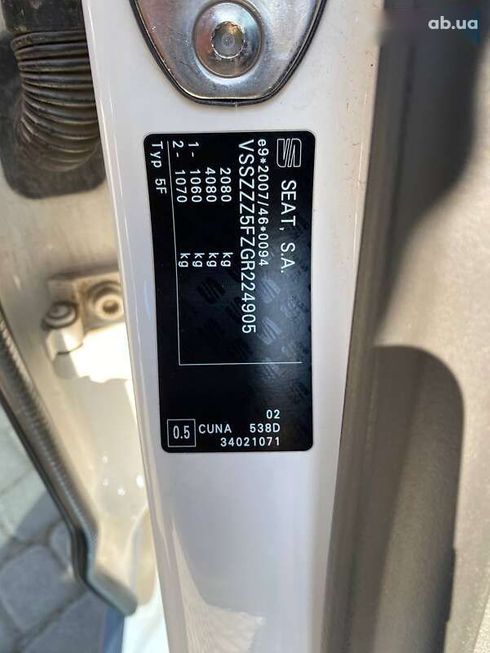 ab.ua
SEAT, S.A.
e9*2007/46*0094
VSSZZZ5FZGR224905
2080 kg
4080 kg
1- 1060 kg
2- 1070 kg
Typ 5F
02
0.5 CUNA 538D
34021071